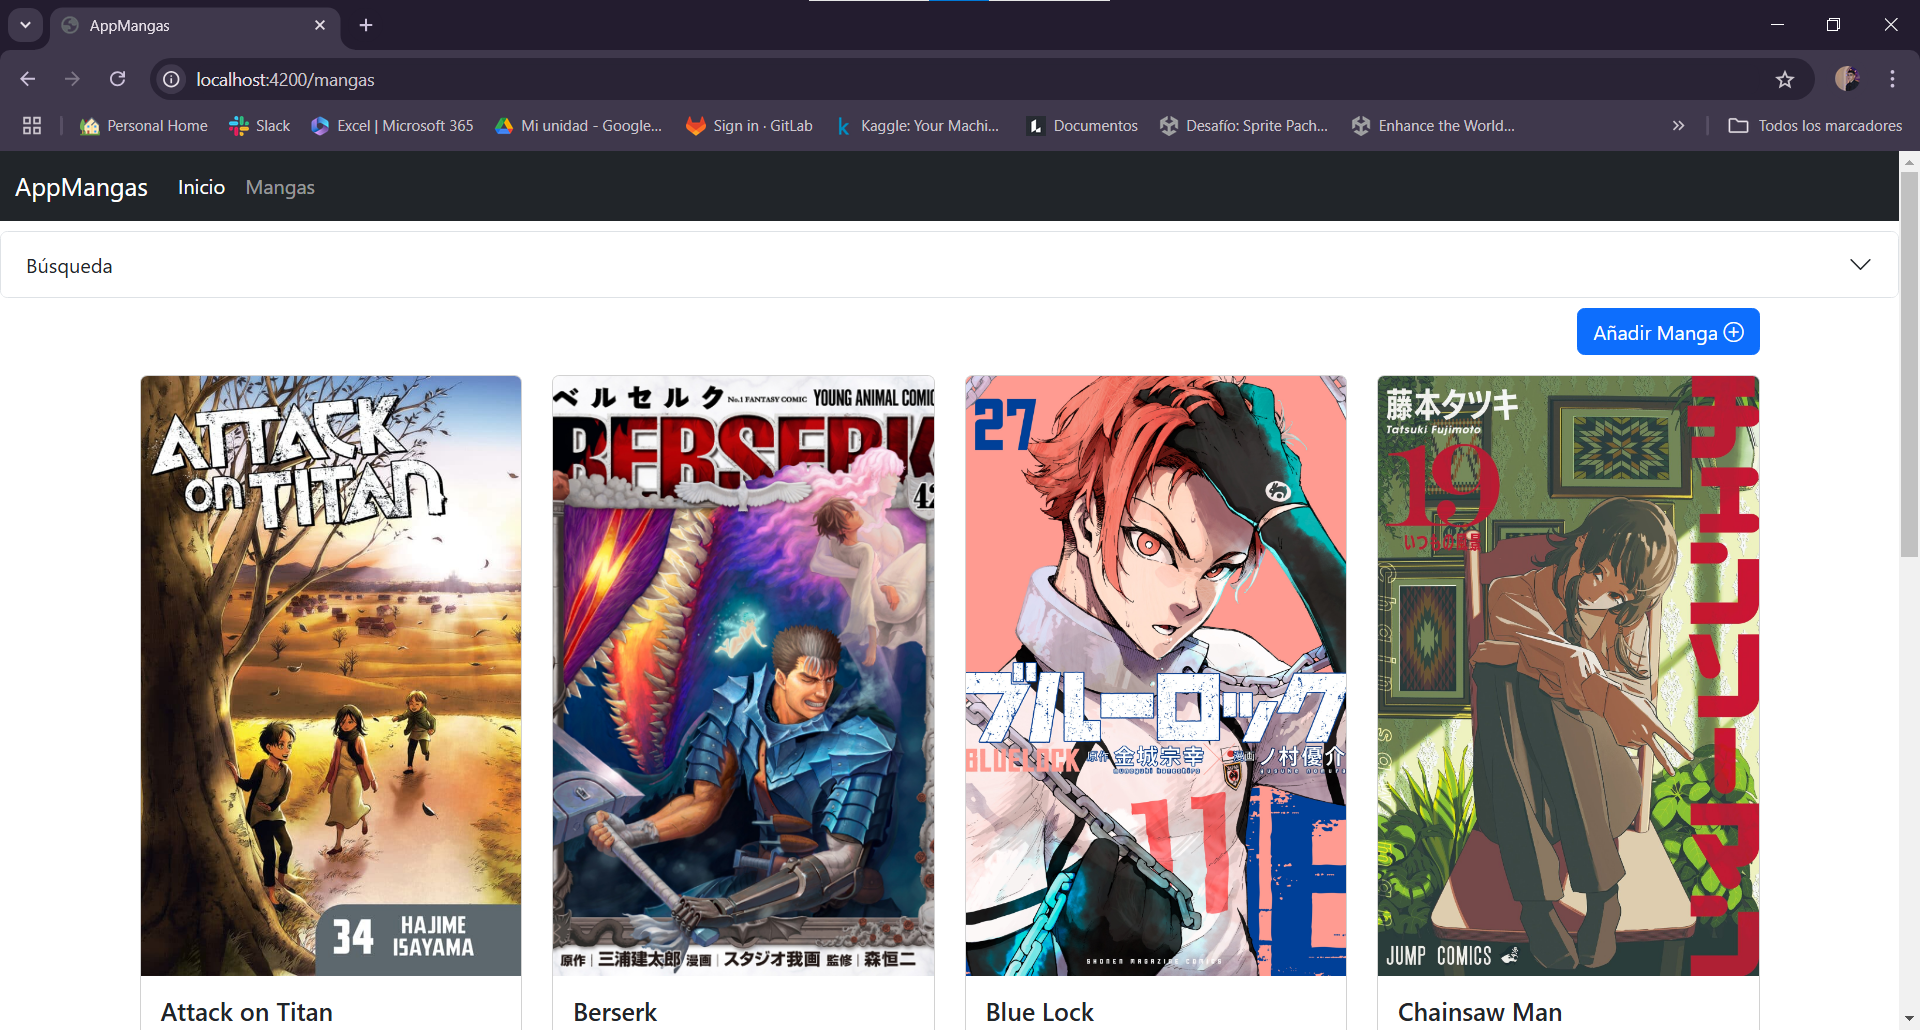 AppMangas
localhost:4200/mangas
Personal Home
Slack
Excel | Microsoft 365
Mi unidad - Google...
Sign in · GitLab
Kaggle: Your Machi...
Documentos
Desafío: Sprite Pach...
Enhance the World...
Todos los marcadores
AppMangas
Inicio
Mangas
Búsqueda
Añadir Manga
ATTACK
on TITAN
34
HAJIME
ISAYAMA
Attack on Titan
ベルセルク
No.1 FANTASY COMIC
YOUNG ANIMAL COMIC
BERSERK
42
原作 | 三浦建太郎 漫画 | スタジオ我画 監修 | 森恒二
Berserk
27
ブルーロック
BLUELOCK
原作 金城宗幸
漫画 ノ村優介
muneyuki kaneshiro
yusuke nomura
11
SHONEN MAGAZINE COMICS
Blue Lock
藤本タツキ
Tatsuki Fujimoto
19
チェンソーマン
JUMP COMICS
Chainsaw Man